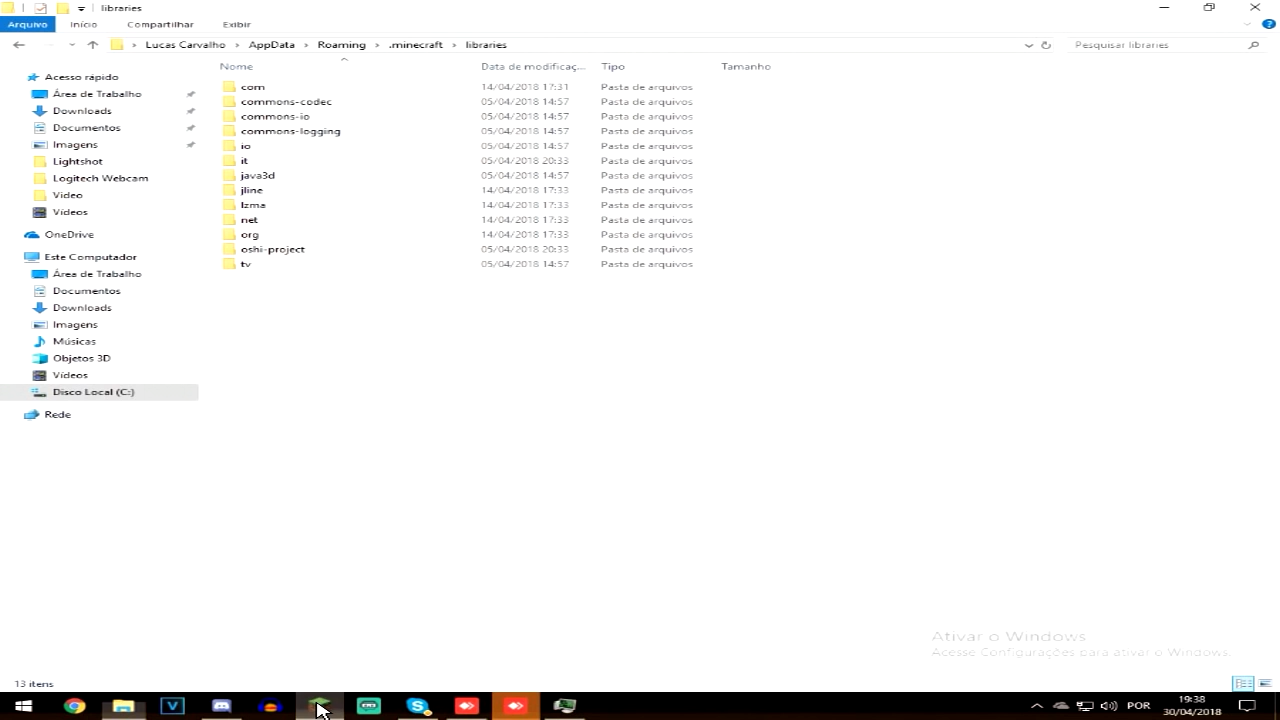 libraries
Arquivo Início Compartilhar Exibir
Lucas Carvalho AppData Roaming .minecraft libraries Pesquisar libraries
Nome Data de modificaç... Tipo Tamanho
Acesso rápido
Área de Trabalho
Downloads
Documentos
Imagens
Lightshot
Logitech Webcam
Video
Vídeos
OneDrive
Este Computador
Área de Trabalho
Documentos
Downloads
Imagens
Músicas
Objetos 3D
Vídeos
Disco Local (C:)
Rede
com 14/04/2018 17:31 Pasta de arquivos
commons-codec 05/04/2018 14:57 Pasta de arquivos
commons-io 05/04/2018 14:57 Pasta de arquivos
commons-logging 05/04/2018 14:57 Pasta de arquivos
io 05/04/2018 14:57 Pasta de arquivos
it 05/04/2018 20:33 Pasta de arquivos
java3d 05/04/2018 14:57 Pasta de arquivos
jline 14/04/2018 17:33 Pasta de arquivos
lzma 14/04/2018 17:33 Pasta de arquivos
net 14/04/2018 17:33 Pasta de arquivos
org 14/04/2018 17:33 Pasta de arquivos
oshi-project 05/04/2018 20:33 Pasta de arquivos
tv 05/04/2018 14:57 Pasta de arquivos
Ativar o Windows
Acesse Configurações para ativar o Windows.
13 itens
POR
19:38
30/04/2018